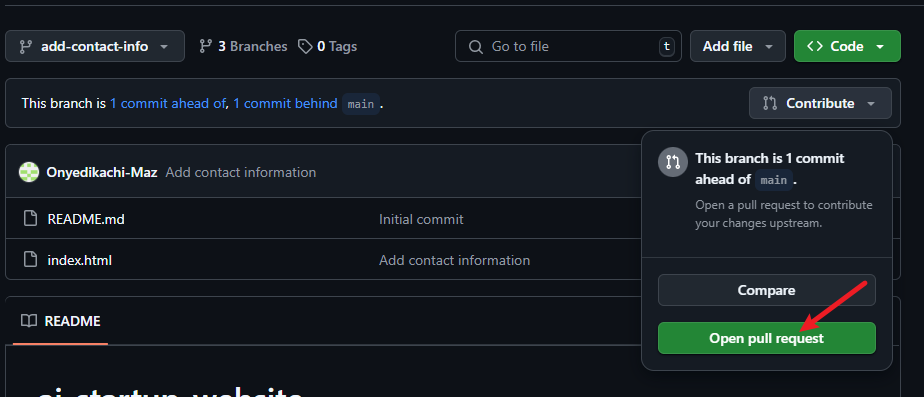 add-contact-info 3 Branches 0 Tags Go to file t Add file Code
This branch is 1 commit ahead of, 1 commit behind main . Contribute
This branch is 1 commit
ahead of main .
Open a pull request to contribute
your changes upstream.
Compare
Open pull request
Onyedikachi-Maz Add contact information
README.md Initial commit
index.html Add contact information
README
ai-startup-website